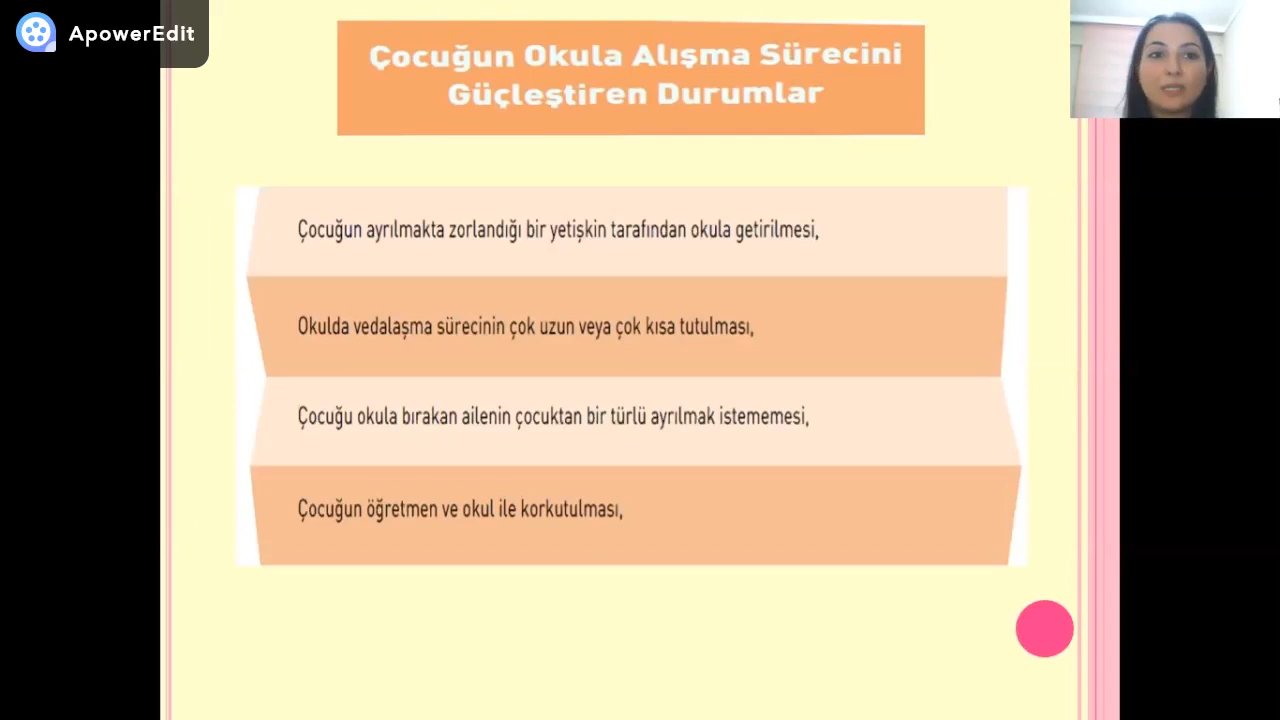 ApowerEdit
Çocuğun Okula Alışma Sürecini
Güçleştiren Durumlar
Çocuğun ayrılmakta zorlandığı bir yetişkin tarafından okula getirilmesi,
Okulda vedalaşma sürecinin çok uzun veya çok kısa tutulması,
Çocuğu okula bırakan ailenin çocuktan bir türlü ayrılmak istememesi,
Çocuğun öğretmen ve okul ile korkutulması,